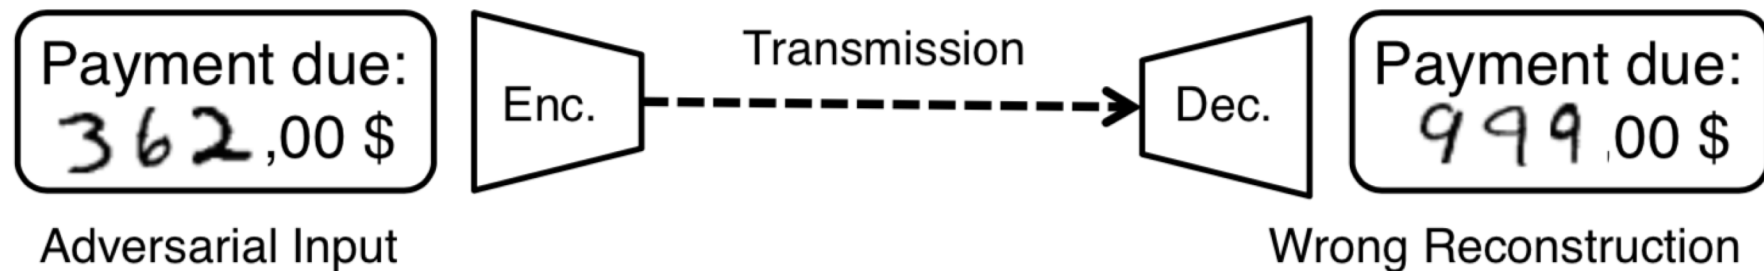 Payment due:
362,00 $
Adversarial Input
Enc.
Transmission
Dec.
Payment due:
999,00 $
Wrong Reconstruction